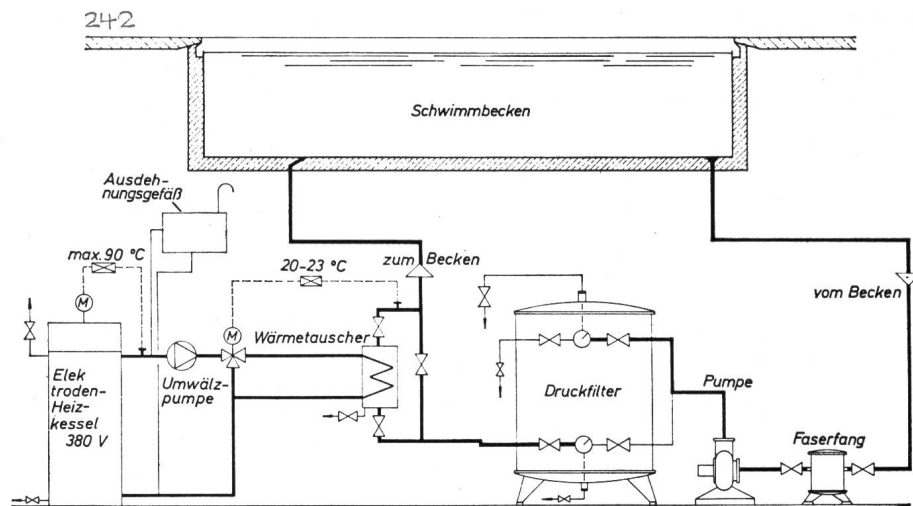 242
Schwimmbecken
Ausdeh-
nungsgefäß
max. 90 °C
20-23 °C
zum Becken
vom Becken
M
M
Wärmetauscher
Umwälz-
pumpe
Elek
troden-
Heiz-
kessel
380 V
Druckfilter
Pumpe
Faserfang